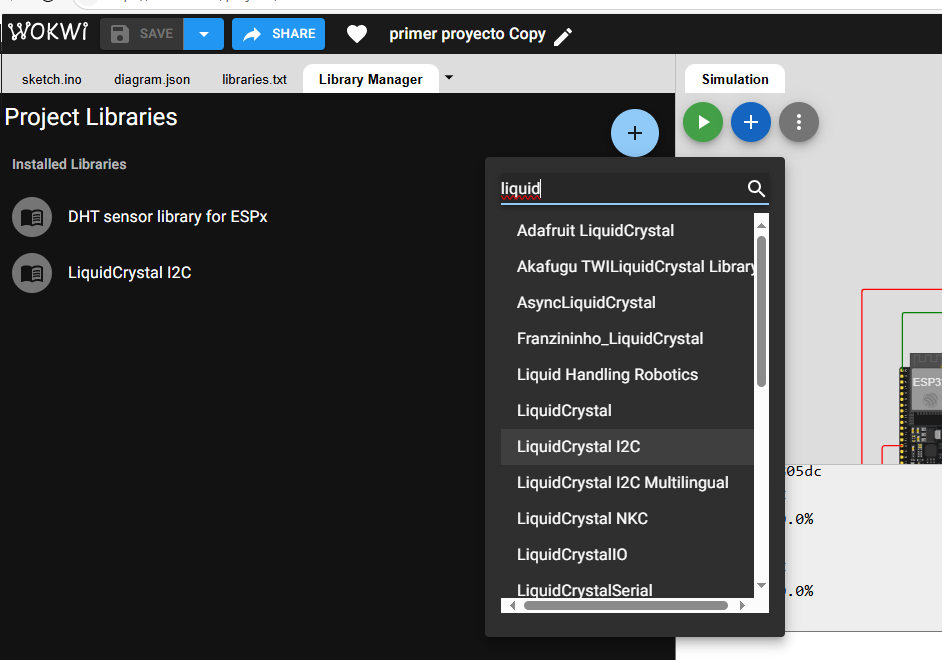 WOKWI SAVE SHARE primer proyecto Copy
sketch.ino diagram.json libraries.txt Library Manager Simulation
Project Libraries
Installed Libraries
DHT sensor library for ESPx
LiquidCrystal I2C
liquid
Adafruit LiquidCrystal
Akafugu TWILiquidCrystal Library
AsyncLiquidCrystal
Franzininho_LiquidCrystal
Liquid Handling Robotics
LiquidCrystal
LiquidCrystal I2C
LiquidCrystal I2C Multilingual
LiquidCrystal NKC
LiquidCrystalIO
LiquidCrystalSerial
ESP3
05dc
.0%
.0%